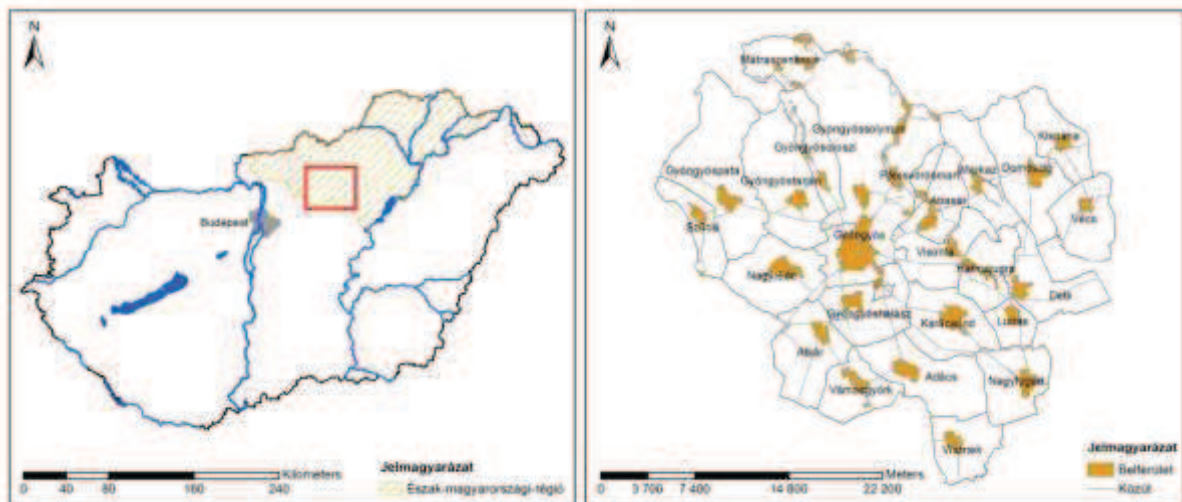 N
Budapest
Kilometers
0 40 80 160 240
Jelmagyarázat
Észak-magyarországi-régió
N
Mátraszentimre
Gyöngyössolymos
Gyöngyösoroszi
Kisnána
Gyöngyöspata
Gyöngyöstarján
Markaz
Domoszló
Abasár
Vécs
Szűcsi
Gyöngyös
Visonta
Nagyréde
Halmajugra
Detk
Gyöngyöshalász
Karácsond
Ludas
Atkár
Adács
Nagyfüged
Vámosgyörk
Visznek
Meters
0 3 700 7 400 14 800 22 200
Jelmagyarázat
Belterület
Közút